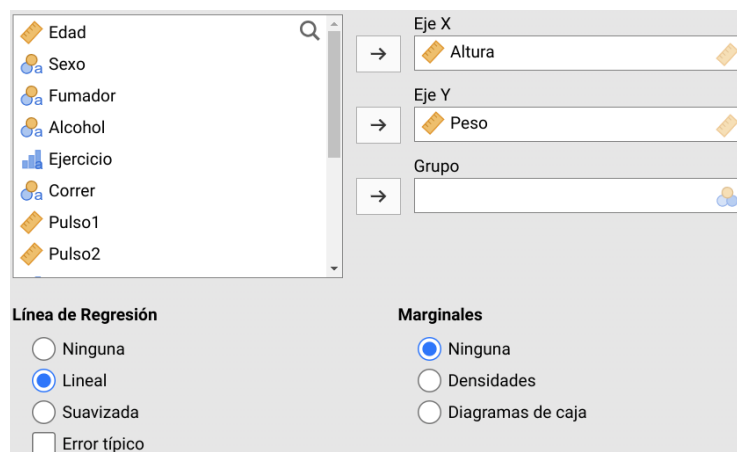 Edad
Sexo
Fumador
Alcohol
Ejercicio
Correr
Pulso1
Pulso2
Eje X
Altura
Eje Y
Peso
Grupo
Línea de Regresión
Ninguna
Lineal
Suavizada
Error típico
Marginales
Ninguna
Densidades
Diagramas de caja